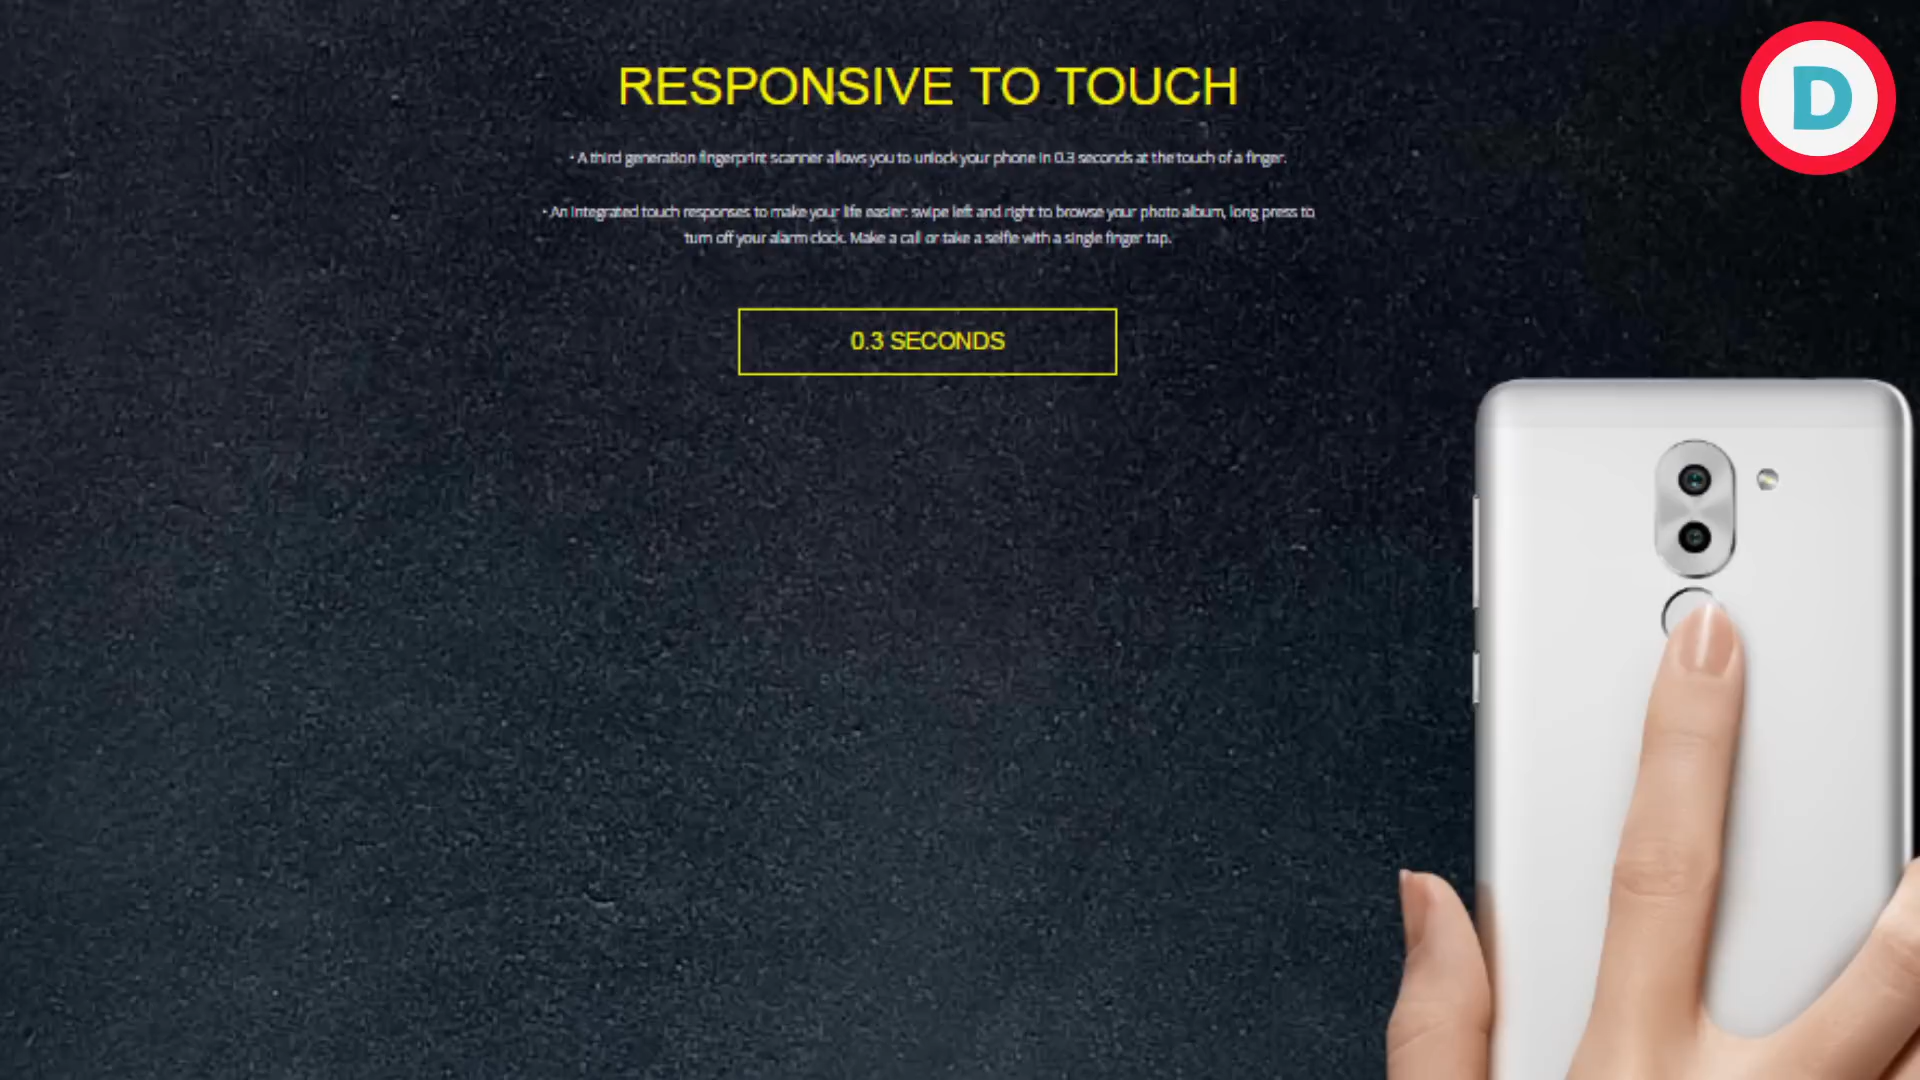 RESPONSIVE TO TOUCH
D
• A third generation fingerprint scanner allows you to unlock your phone in 0.3 seconds at the touch of a finger.
• An integrated touch responses to make your life easier: swipe left and right to browse your photo album, long press to
turn off your alarm clock. Make a call or take a selfie with a single finger tap.
0.3 SECONDS